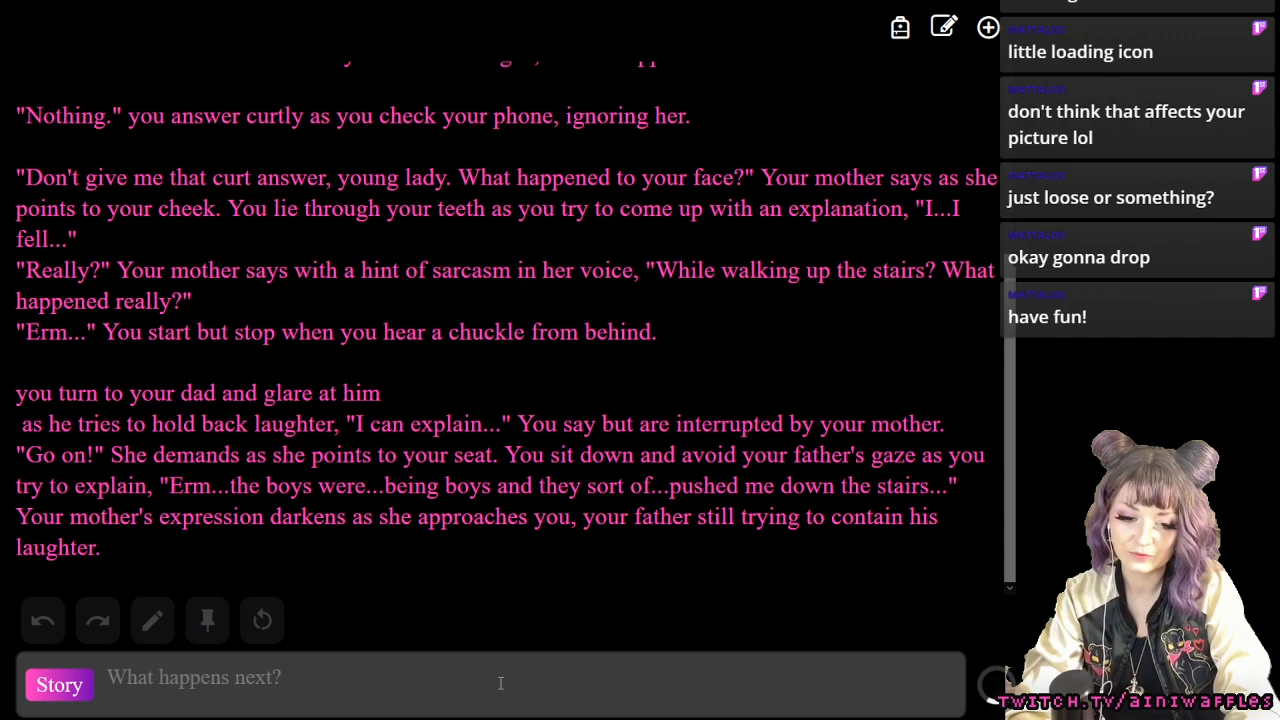 "Nothing." you answer curtly as you check your phone, ignoring her.
"Don't give me that curt answer, young lady. What happened to your face?" Your mother says as she
points to your cheek. You lie through your teeth as you try to come up with an explanation, "I...I
fell..."
"Really?" Your mother says with a hint of sarcasm in her voice, "While walking up the stairs? What
happened really?"
"Erm..." You start but stop when you hear a chuckle from behind.
you turn to your dad and glare at him
as he tries to hold back laughter, "I can explain..." You say but are interrupted by your mother.
"Go on!" She demands as she points to your seat. You sit down and avoid your father's gaze as you
try to explain, "Erm...the boys were...being boys and they sort of...pushed me down the stairs..."
Your mother's expression darkens as she approaches you, your father still trying to contain his
laughter.
Story
What happens next?
little loading icon
don't think that affects your
picture lol
just loose or something?
okay gonna drop
have fun!
TWITCH.TV/AINIWAFFLES